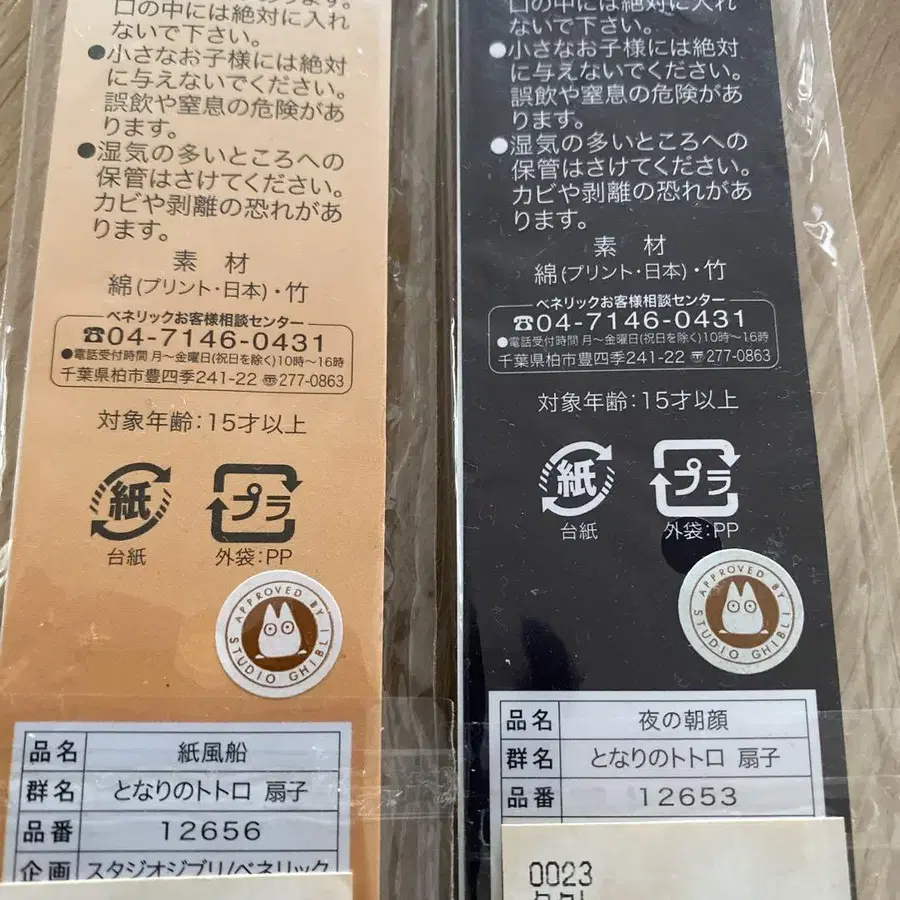 口の中には絶対に入れ
ないで下さい。
●小さなお子様には絶対
に与えないでください。
誤飲や窒息の危険があ
ります。
●湿気の多いところへの
保管はさけてください。
カビや剥離の恐れがあ
ります。
素 材
綿(プリント・日本)・竹
ベネリックお客様相談センター
☎04-7146-0431
●電話受付時間 月〜金曜日(祝日を除く)10時〜16時
千葉県柏市豊四季241-22 〠277-0863
対象年齢:15才以上
紙
プラ
台紙
外袋:PP
APPROVED BY
STUDIO GHIBLI
品名 紙風船
群名 となりのトトロ 扇子
品番 12656
企画 スタジオジブリ/ベネリック
口の中には絶対に入れ
ないで下さい。
●小さなお子様には絶対
に与えないでください。
誤飲や窒息の危険があ
ります。
●湿気の多いところへの
保管はさけてください。
カビや剥離の恐れがあ
ります。
素 材
綿(プリント・日本)・竹
ベネリックお客様相談センター
☎04-7146-0431
●電話受付時間 月〜金曜日(祝日を除く)10時〜16時
千葉県柏市豊四季241-22 〠277-0863
対象年齢:15才以上
紙
プラ
台紙
外袋:PP
APPROVED BY
STUDIO GHIBLI
品名 夜の朝顔
群名 となりのトトロ 扇子
品番 12653
0023